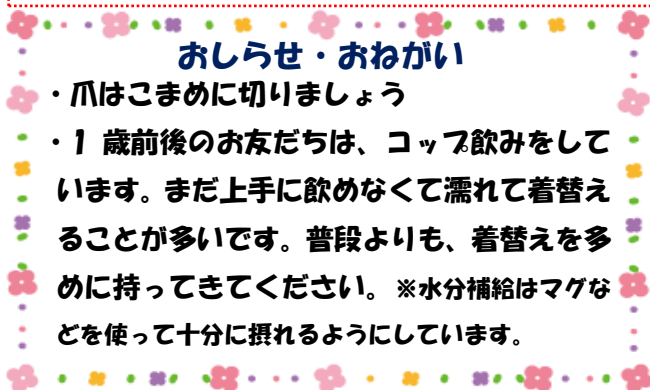 おしらせ・おねがい
・爪はこまめに切りましょう
・1 歳前後のお友だちは、コップ飲みをして
います。まだ上手に飲めなくて濡れて着替え
ることが多いです。普段よりも、着替えを多
めに持ってきてください。※水分補給はマグな
どを使って十分に摂れるようにしています。